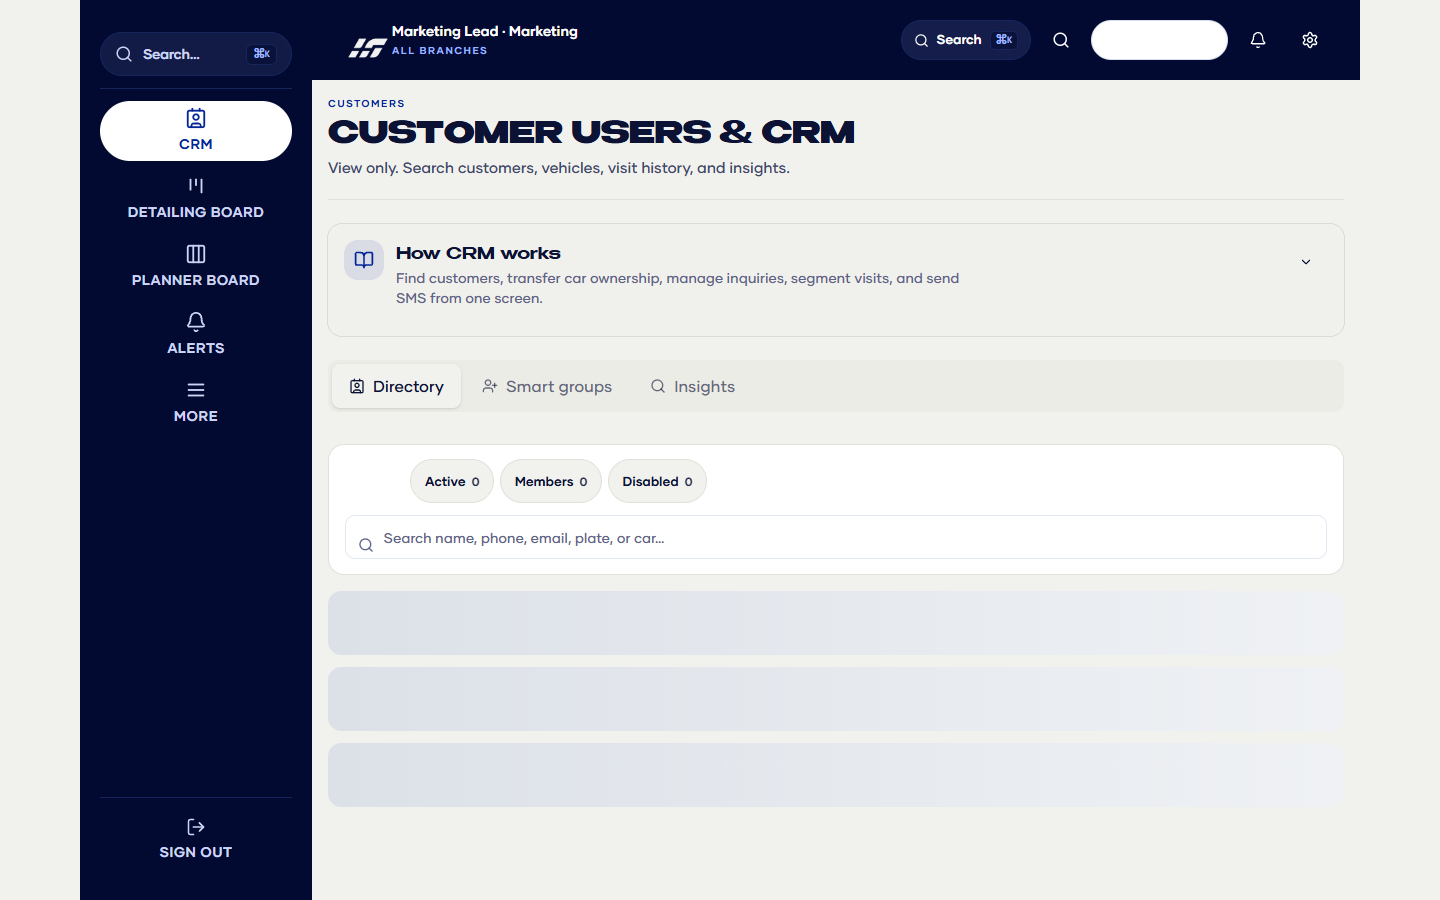 Search...
⌘K
CRM
DETAILING BOARD
PLANNER BOARD
ALERTS
MORE
SIGN OUT
Marketing Lead · Marketing
ALL BRANCHES
Search ⌘K
CUSTOMERS
CUSTOMER USERS & CRM
View only. Search customers, vehicles, visit history, and insights.
How CRM works
Find customers, transfer car ownership, manage inquiries, segment visits, and send
SMS from one screen.
Directory
Smart groups
Insights
Active 0
Members 0
Disabled 0
Search name, phone, email, plate, or car...